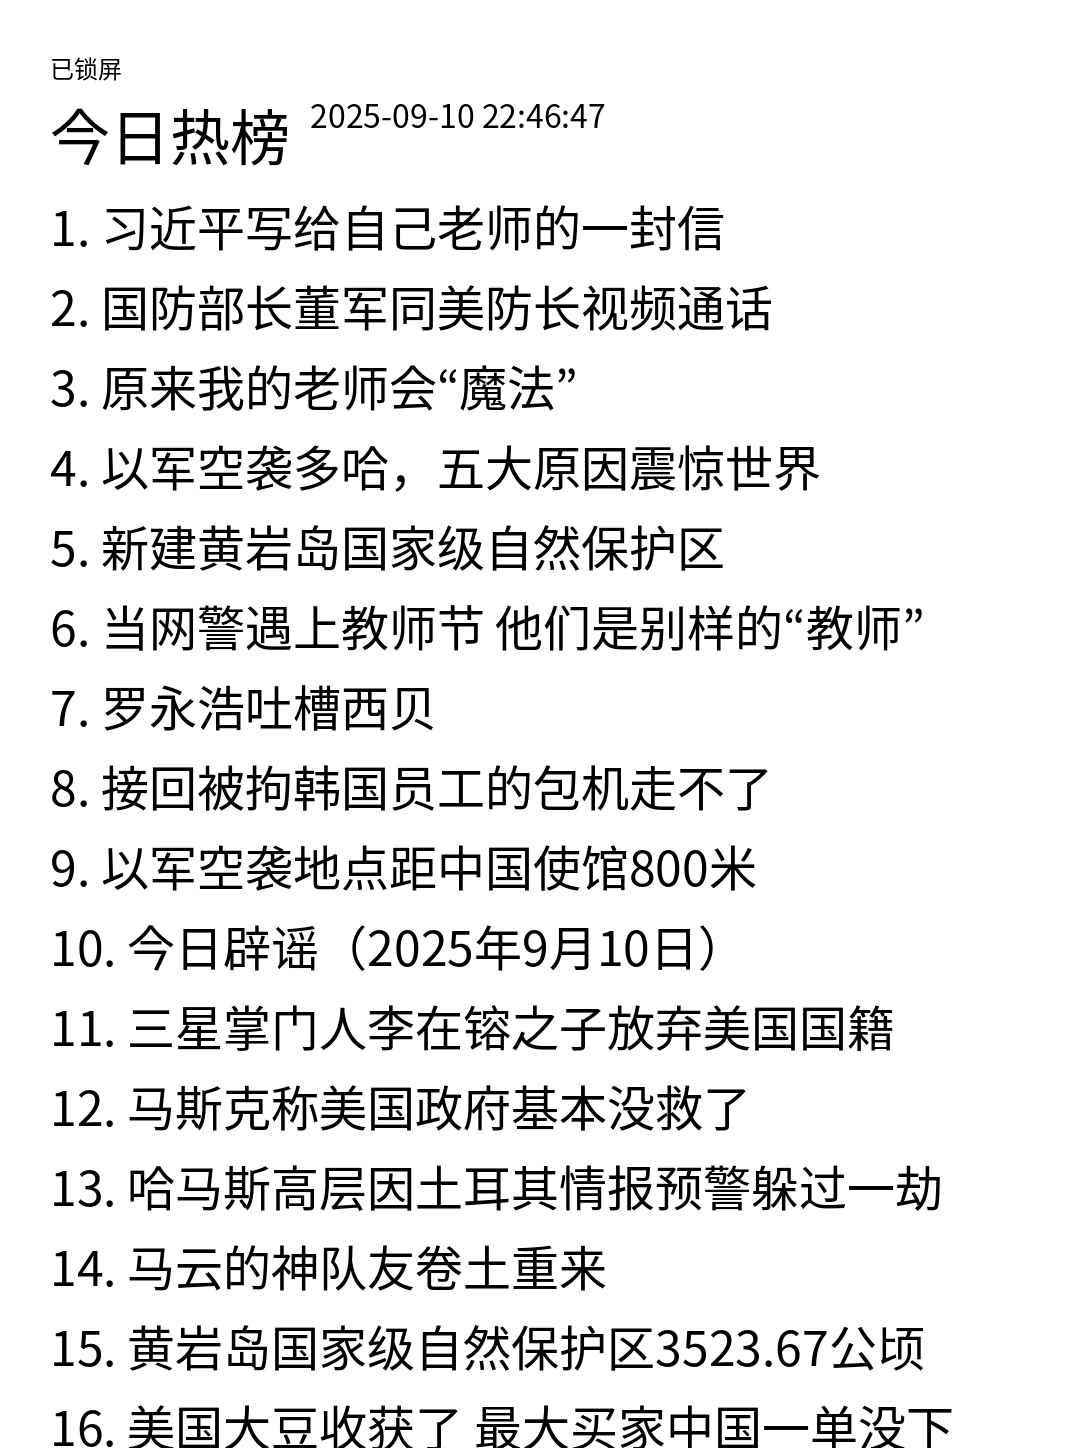 已锁屏
今日热榜 2025-09-10 22:46:47
1. 习近平写给自己老师的一封信
2. 国防部长董军同美防长视频通话
3. 原来我的老师会“魔法”
4. 以军空袭多哈，五大原因震惊世界
5. 新建黄岩岛国家级自然保护区
6. 当网警遇上教师节 他们是别样的“教师”
7. 罗永浩吐槽西贝
8. 接回被拘韩国员工的包机走不了
9. 以军空袭地点距中国使馆800米
10. 今日辟谣（2025年9月10日）
11. 三星掌门人李在镕之子放弃美国国籍
12. 马斯克称美国政府基本没救了
13. 哈马斯高层因土耳其情报预警躲过一劫
14. 马云的神队友卷土重来
15. 黄岩岛国家级自然保护区3523.67公顷
16. 美国大豆收获了 最大买家中国一单没下